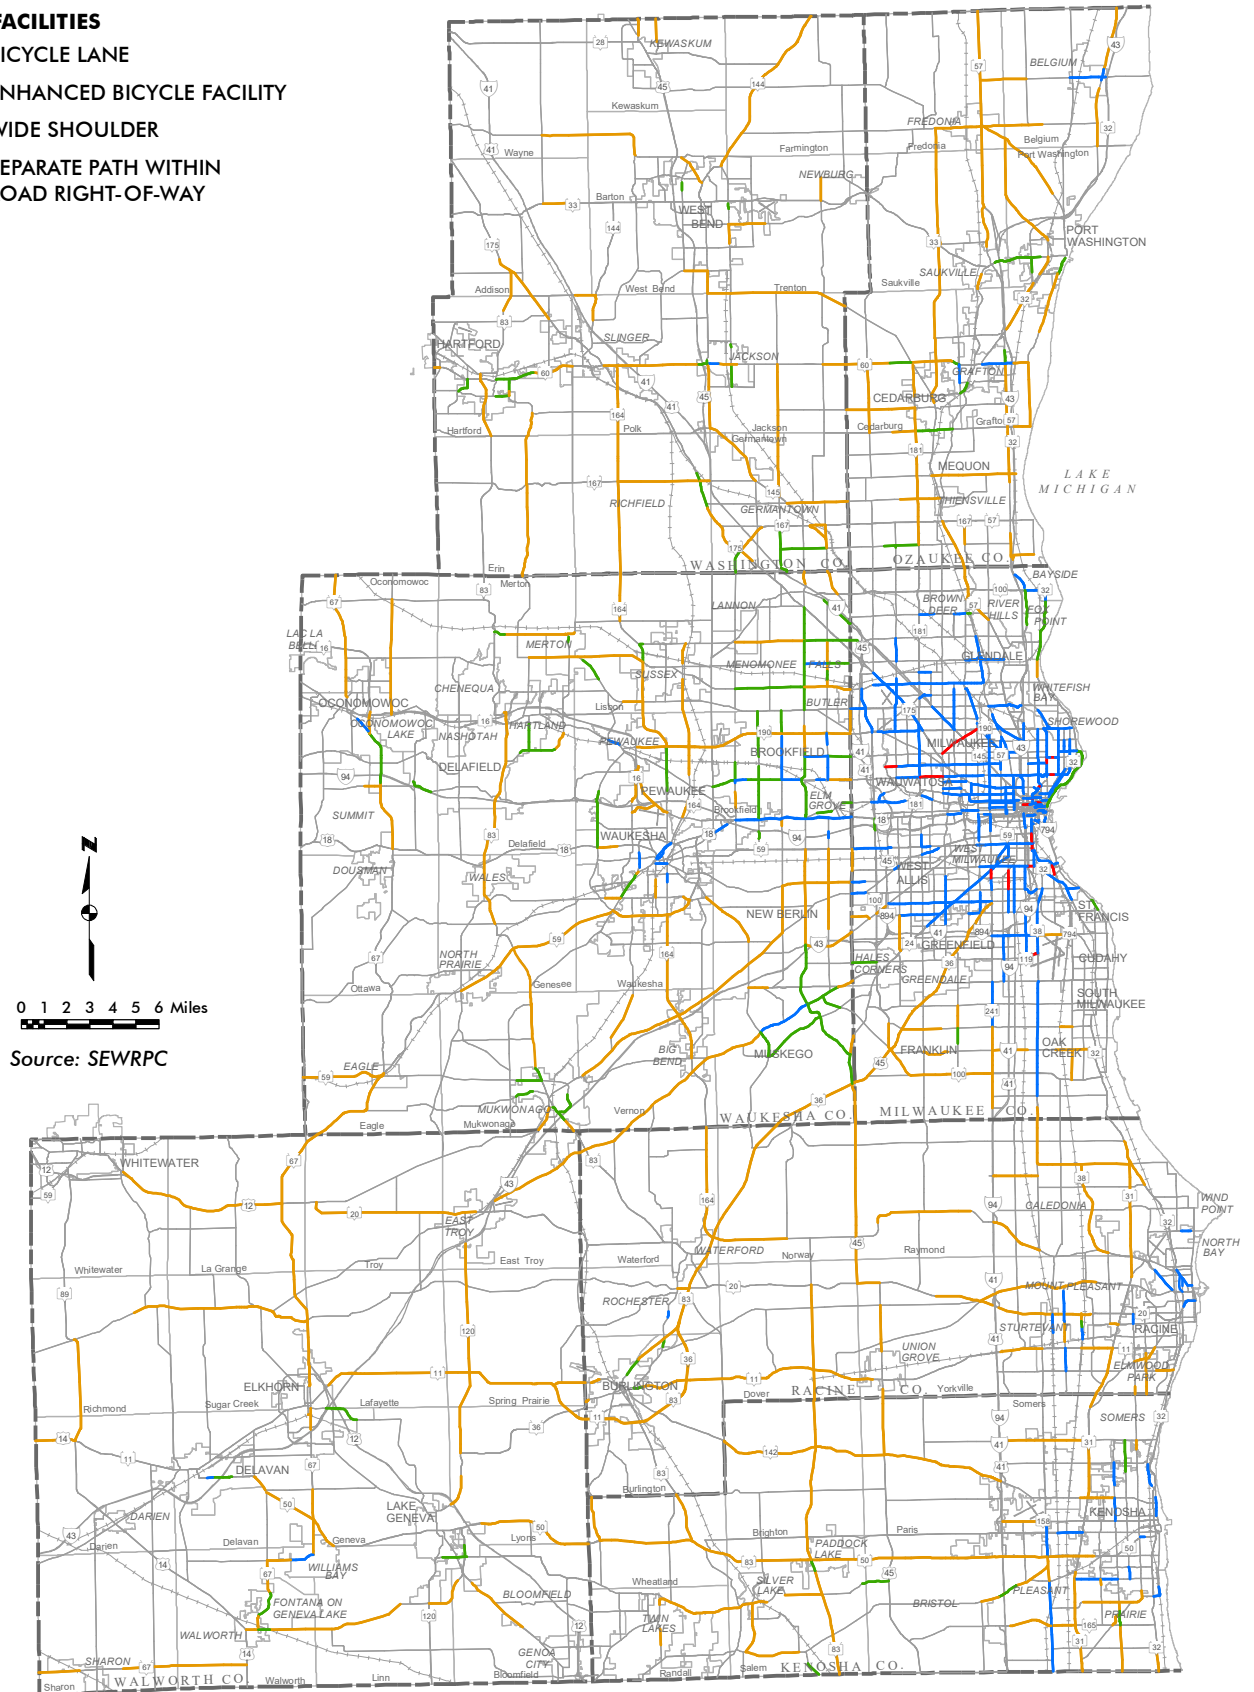 FACILITIES
ICYCLE LANE
NHANCED BICYCLE FACILITY
WIDE SHOULDER
EPARATE PATH WITHIN
OAD RIGHT-OF-WAY
KEWASKUM
Kewaskum
BELGIUM
FREDONIA
Fredonia
Belgium
Port Washington
Wayne
Farmington
NEWBURG
Barton
WEST
BEND
PORT
WASHINGTON
SAUKVILLE
Saukville
Addison
West Bend
Trenton
HARTFORD
SLINGER
JACKSON
GRAFTON
CEDARBURG
Hartford
Polk
Jackson
Germantown
Cedarburg
Grafto
MEQUON
LAKE
MICHIGAN
RICHFIELD
GERMANTOWN
THIENSVILLE
WASHINGTON CO.
OZAUKEE CO.
Erin
Merton
Oconomowoc
BAYSIDE
LANNON
BROWN
DEER
RIVER
HILLS
FOX
POINT
LAC LA
BELLE
MERTON
GLENDALE
MENOMONEE FALLS
SUSSEX
CHENEQUA
WHITEFISH
BAY
OCONOMOWOC
Lisbon
BUTLER
OCONOMOWOC
LAKE
NASHOTAH
HARTLAND
SHOREWOOD
PEWAUKEE
BROOKFIELD
MILWAUKEE
DELAFIELD
PEWAUKEE
WAUWATOSA
ELM
GROVE
SUMMIT
Brookfield
WAUKESHA
Delafield
WEST
MILWAUKEE
DOUSMAN
WALES
WEST
ALLIS
NEW BERLIN
ST.
FRANCIS
NORTH
PRAIRIE
GREENFIELD
HALES
CORNERS
CUDAHY
GREENDALE
Ottawa
Genesee
Waukesha
SOUTH
MILWAUKEE
0 1 2 3 4 5 6 Miles
Source: SEWRPC
EAGLE
BIG
BEND
MUSKEGO
FRANKLIN
OAK
CREEK
MUKWONAGO
Vernon
WAUKESHA CO.
MILWAUKEE CO.
Eagle
Mukwonago
WHITEWATER
EAST
TROY
CALEDONIA
WIND
POINT
NORTH
BAY
Whitewater
La Grange
Troy
East Troy
Waterford
WATERFORD
Norway
Raymond
ROCHESTER
MOUNT PLEASANT
STURTEVANT
RACINE
UNION
GROVE
ELMWOOD
PARK
ELKHORN
BURLINGTON
Dover
RACINE CO.
Yorkville
Richmond
Sugar Creek
Lafayette
Spring Prairie
Somers
SOMERS
DELAVAN
Burlington
LAKE
GENEVA
DARIEN
Darien
Delavan
Geneva
Lyons
Brighton
Paris
KENOSHA
PADDOCK
LAKE
WILLIAMS
BAY
BLOOMFIELD
Wheatland
SILVER
LAKE
BRISTOL
PLEASANT
PRAIRIE
FONTANA ON
GENEVA LAKE
WALWORTH
TWIN
LAKES
GENOA
CITY
SHARON
Sharon
WALWORTH CO.
Walworth
Linn
Bloomfield
Randall
Salem
KENOSHA CO.